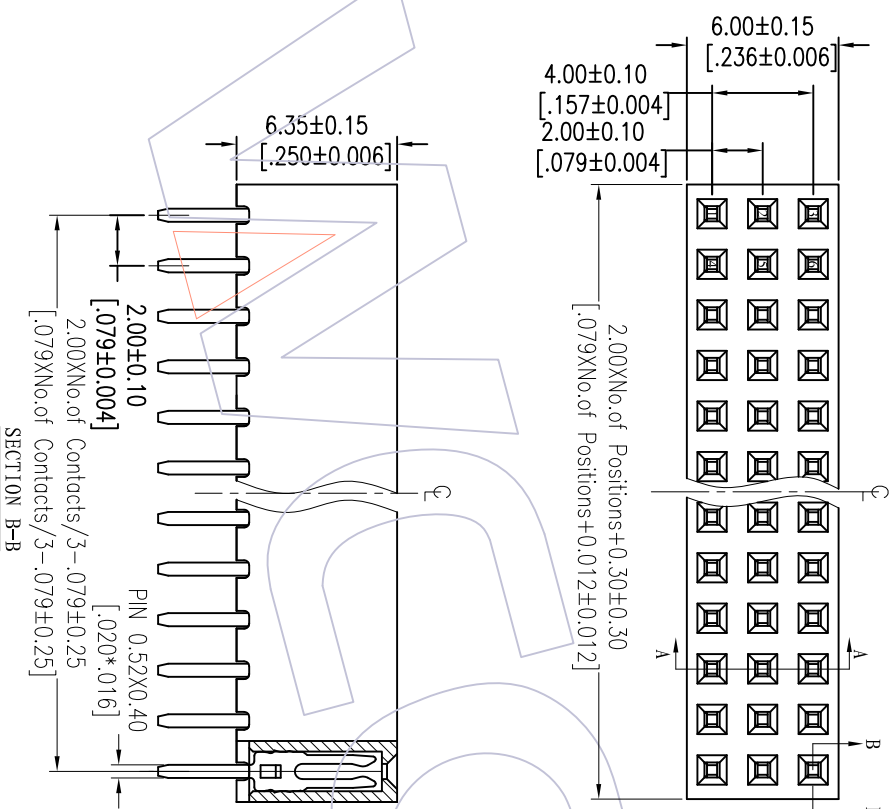 6.00±0.15
[.236±0.006]
4.00±0.10
[.157±0.004]
2.00±0.10
[.079±0.004]
6.35±0.15
[.250±0.006]
2.00XNo.of Positions+0.30±0.30
[.079XNo.of Positions+0.012±0.012]
2.00±0.10
[.079±0.004]
2.00XNo.of Contacts/3-.079±0.25
[.079XNo.of Contacts/3-.079±0.25]
PIN 0.52X0.40
[.020*.016]
SECTION B-B
CL
CL
A
A
B